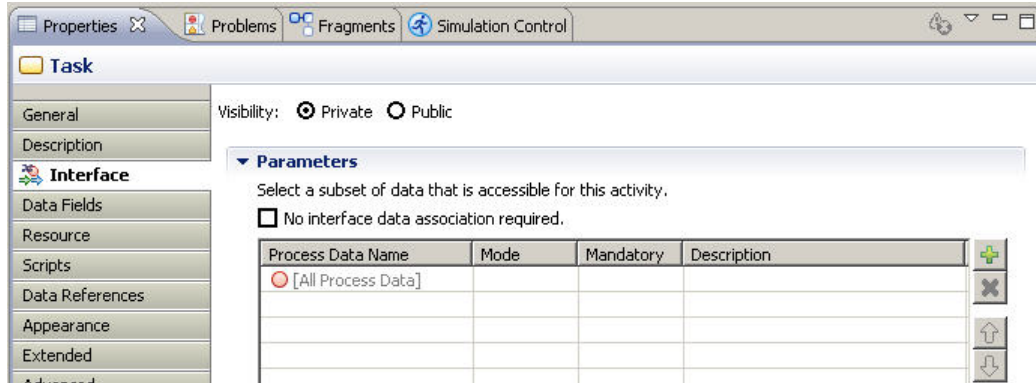 Properties Problems Fragments Simulation Control
Task
General
Description
Interface
Data Fields
Resource
Scripts
Data References
Appearance
Extended
Visibility: Private Public
Parameters
Select a subset of data that is accessible for this activity.
No interface data association required.
Process Data Name Mode Mandatory Description
[All Process Data]